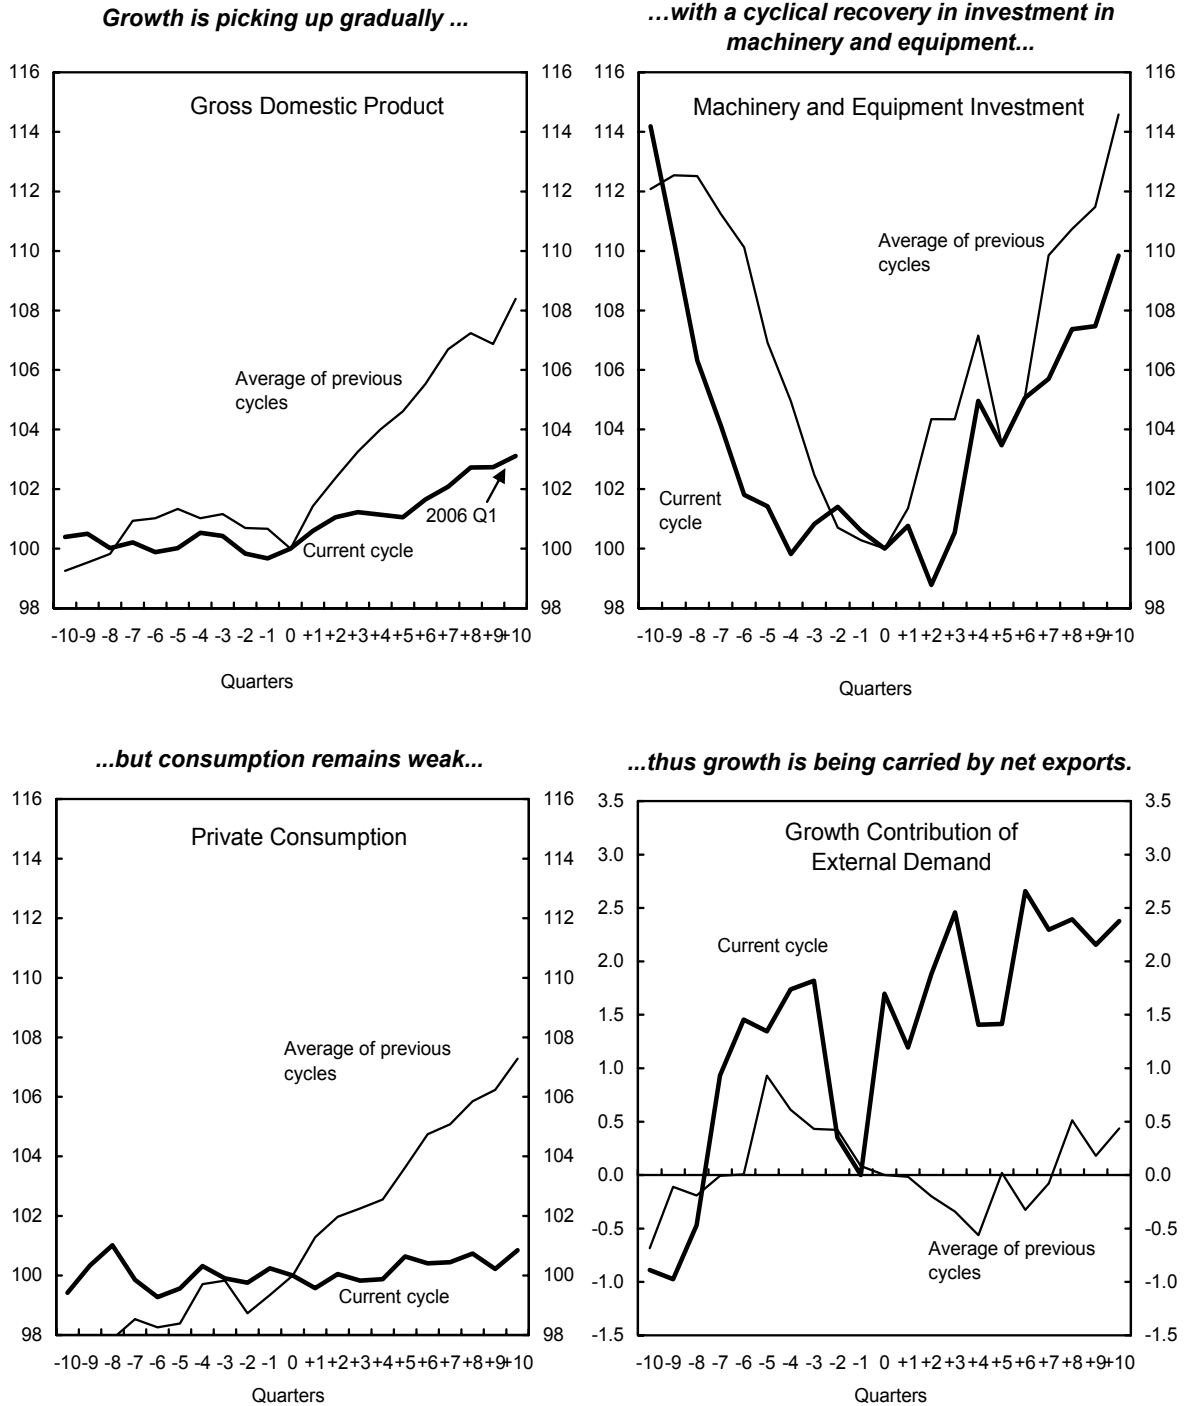 Growth is picking up gradually ...
116
114
112
110
108
106
104
102
100
98
Gross Domestic Product
Average of previous
cycles
2006 Q1
Current cycle
116
114
112
110
108
106
104
102
100
98
-10 -9 -8 -7 -6 -5 -4 -3 -2 -1 0 +1 +2 +3 +4 +5 +6 +7 +8 +9 +10
Quarters
...with a cyclical recovery in investment in
machinery and equipment...
116
114
112
110
108
106
104
102
100
98
Machinery and Equipment Investment
Average of previous
cycles
Current
cycle
116
114
112
110
108
106
104
102
100
98
-10 -9 -8 -7 -6 -5 -4 -3 -2 -1 0 +1 +2 +3 +4 +5 +6 +7 +8 +9 +10
Quarters
...but consumption remains weak...
116
114
112
110
108
106
104
102
100
98
Private Consumption
Average of previous
cycles
Current cycle
116
114
112
110
108
106
104
102
100
98
-10 -9 -8 -7 -6 -5 -4 -3 -2 -1 0 +1 +2 +3 +4 +5 +6 +7 +8 +9 +10
Quarters
...thus growth is being carried by net exports.
3.5
3.0
2.5
2.0
1.5
1.0
0.5
0.0
-0.5
-1.0
-1.5
Growth Contribution of
External Demand
Current cycle
Average of previous
cycles
3.5
3.0
2.5
2.0
1.5
1.0
0.5
0.0
-0.5
-1.0
-1.5
-10 -9 -8 -7 -6 -5 -4 -3 -2 -1 0 +1 +2 +3 +4 +5 +6 +7 +8 +9 +10
Quarters